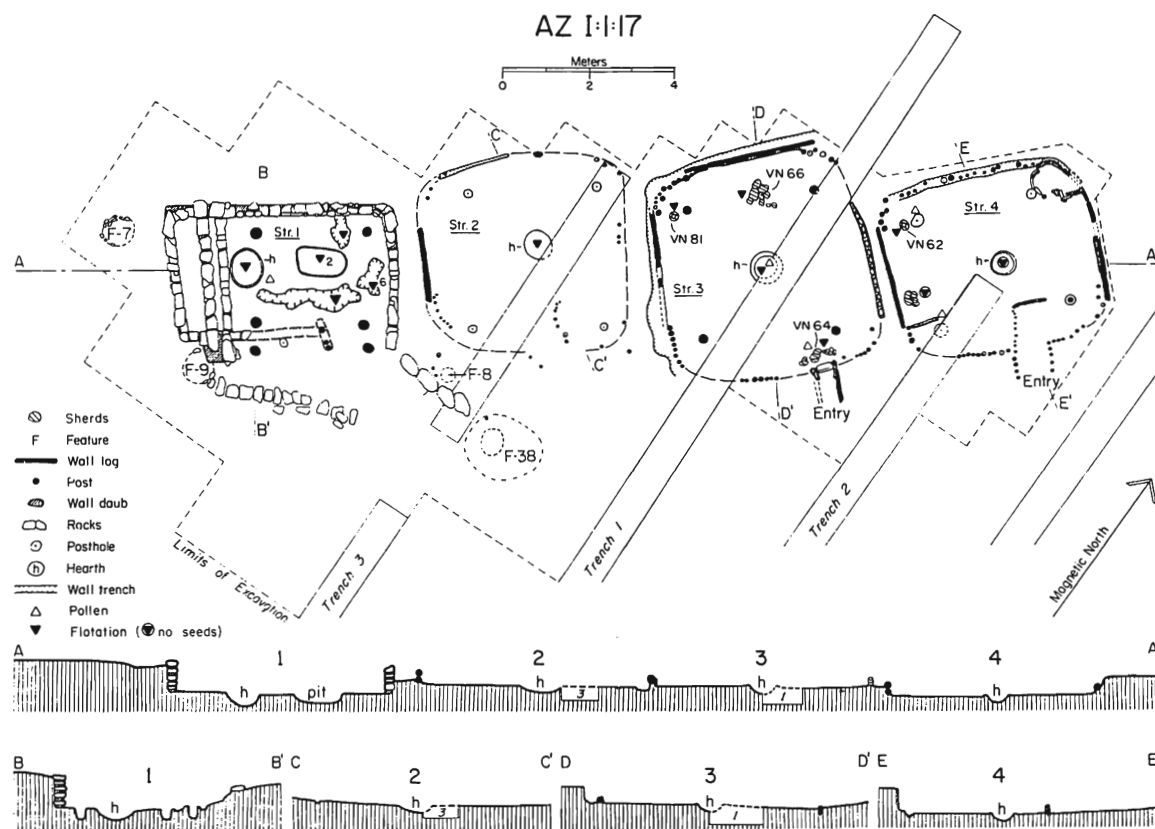 AZ I:1:17
Meters
0 2 4
B
C
D
E
F-7
Str. 1
Str. 2
Str. 3
Str. 4
VN 66
VN 81
VN 62
VN 64
A
A
h
2
6
h-
h-
h-
F-9
F-8
F-38
B'
C'
D'
E'
Entry
Entry
Sherds
F Feature
Wall log
Post
Wall daub
Rocks
Posthole
h Hearth
Wall trench
Pollen
Flotation ( no seeds)
Limits of Excavation
Trench 3
Trench 1
Trench 2
Magnetic North
A 1 2 3 4 A
h pit h 3 h 1 h
B 1 B' C 2 C' D 3 D' E 4 E
h h 3 h 1 h